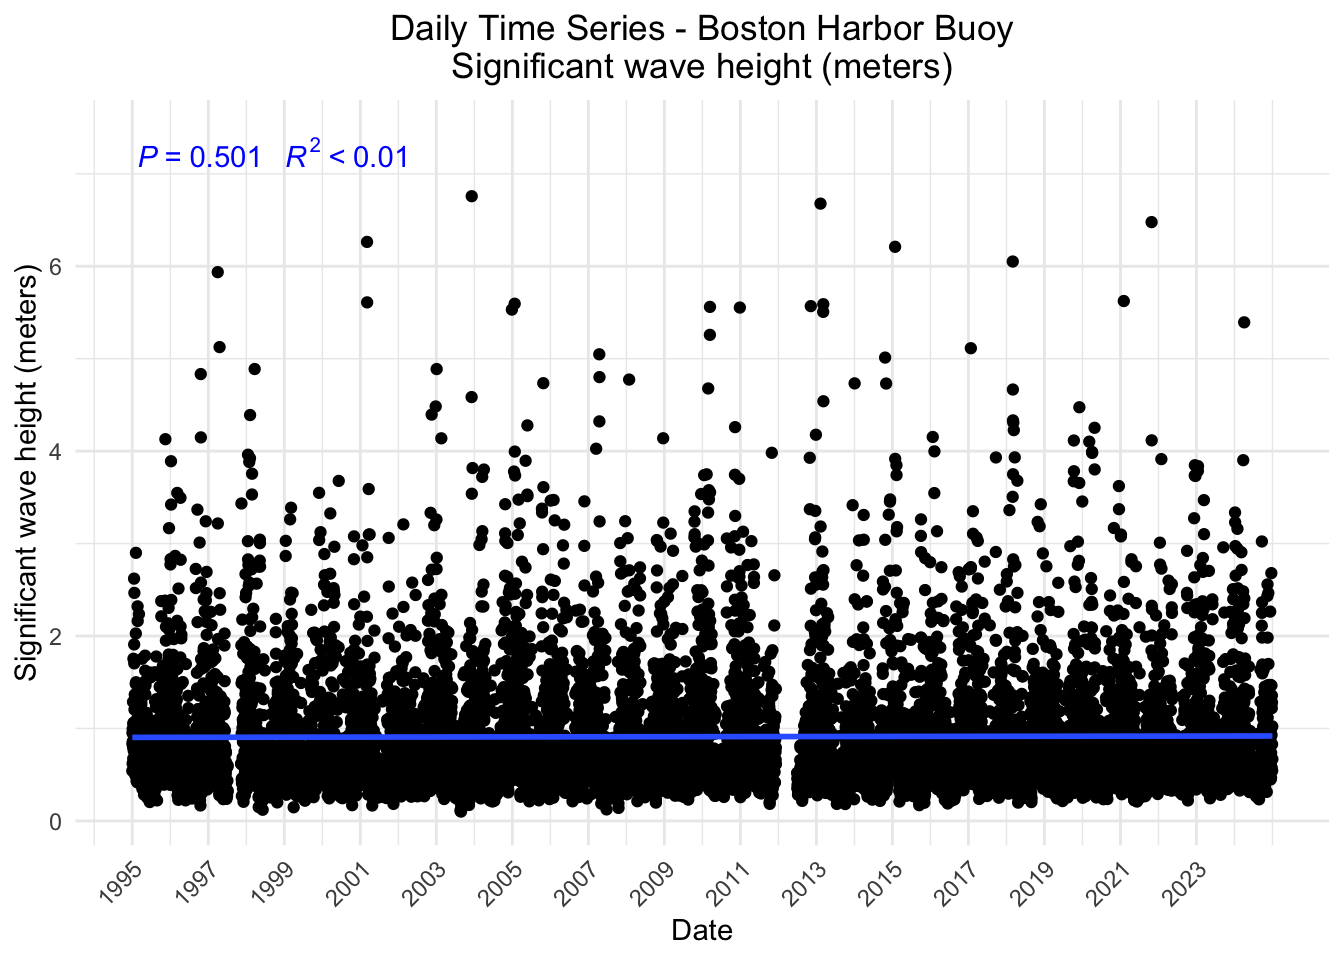 Daily Time Series - Boston Harbor Buoy
Significant wave height (meters)
P = 0.501 R² < 0.01
Significant wave height (meters)
6
4
2
0
1995 1997 1999 2001 2003 2005 2007 2009 2011 2013 2015 2017 2019 2021 2023
Date